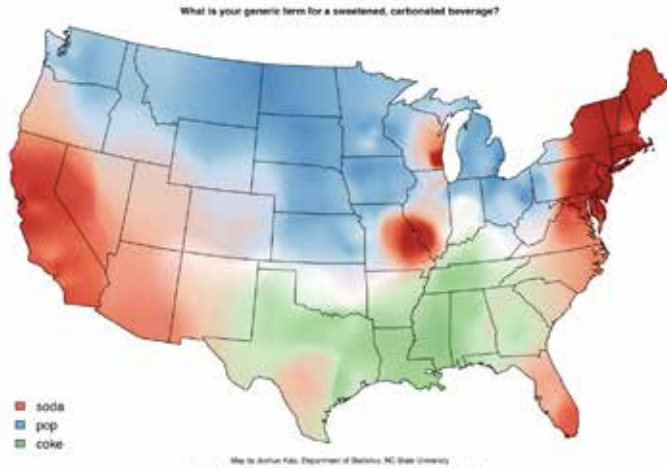 What is your generic term for a sweetened, carbonated beverage?
soda
pop
coke
Map by Joshua Katz, Department of Statistics, NC State University